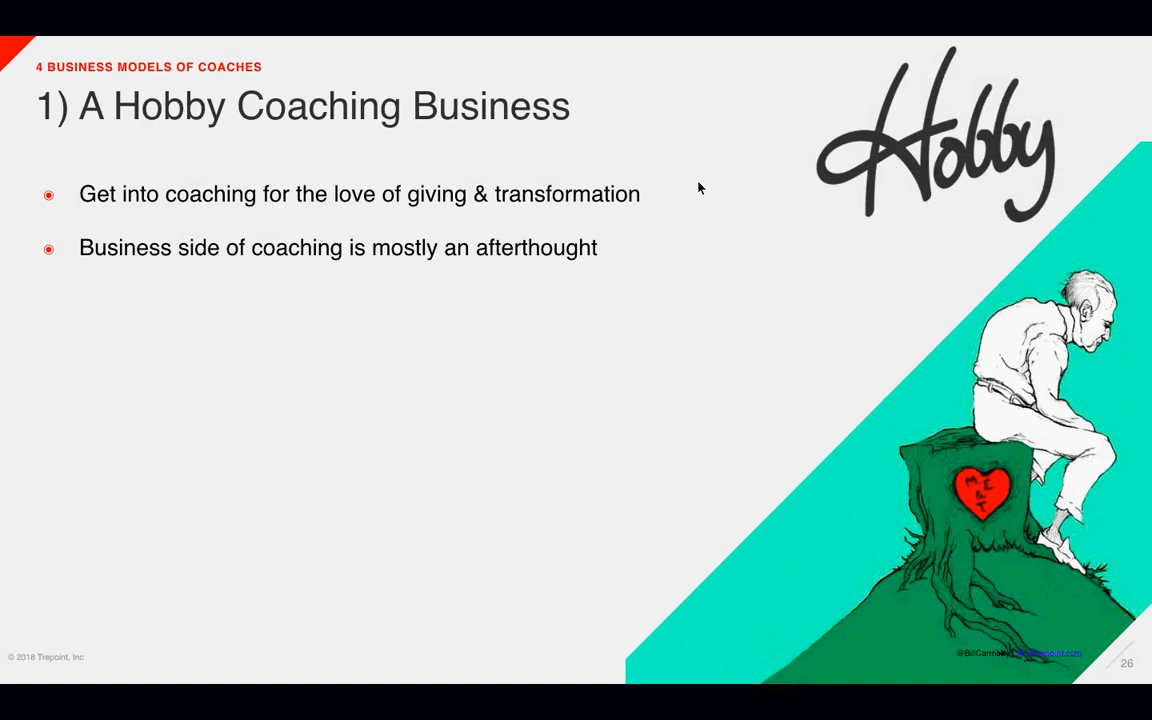 4 BUSINESS MODELS OF COACHES
1) A Hobby Coaching Business
Hobby
Get into coaching for the love of giving & transformation
Business side of coaching is mostly an afterthought
M E
&
T
© 2018 Trepoint, Inc
26